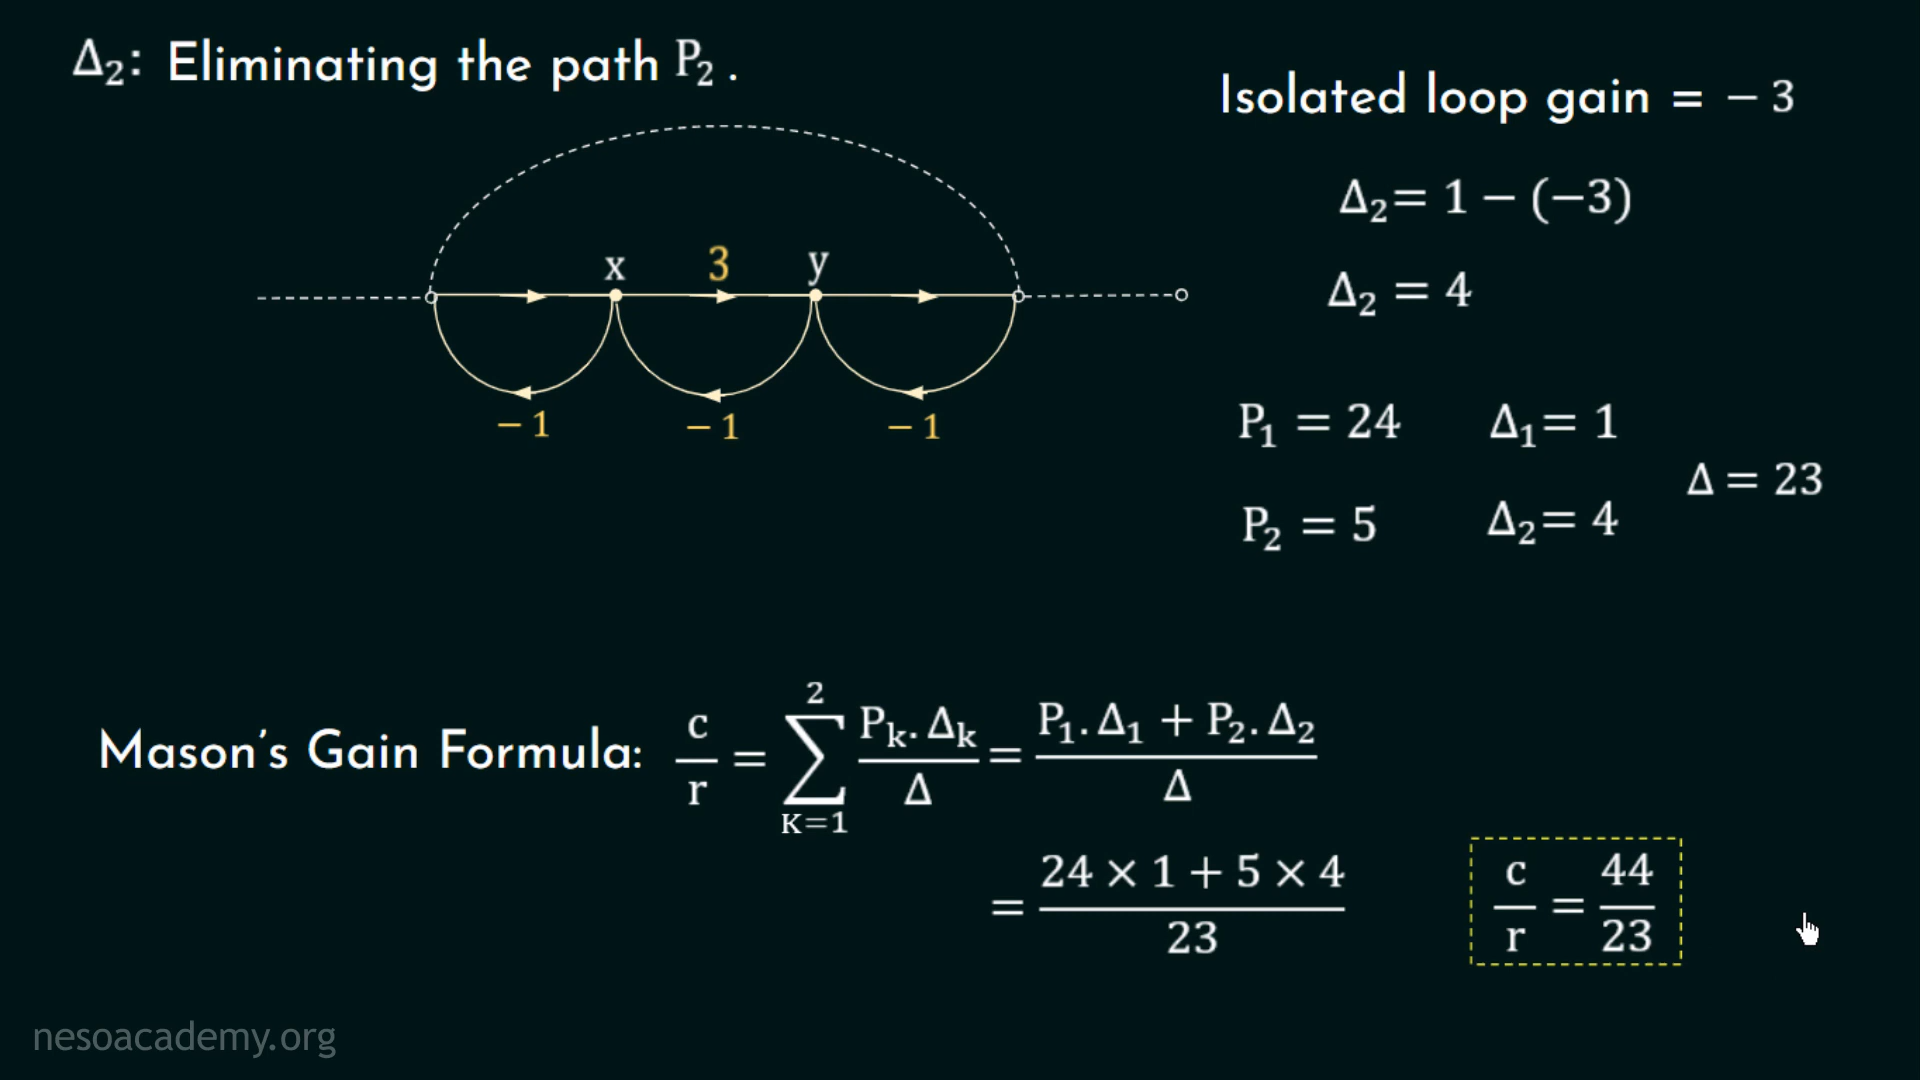 Δ₂: Eliminating the path P₂ .
Isolated loop gain = − 3
Δ₂= 1 − (−3)
Δ₂ = 4
x 3 y
− 1 − 1 − 1
P₁ = 24 Δ₁= 1
Δ = 23
P₂ = 5 Δ₂= 4
Mason's Gain Formula: c/r = ∑_{K=1}^{2} Pₖ. Δₖ/Δ = P₁. Δ₁ + P₂. Δ₂/Δ
= 24 × 1 + 5 × 4/23
c/r = 44/23
nesoacademy.org